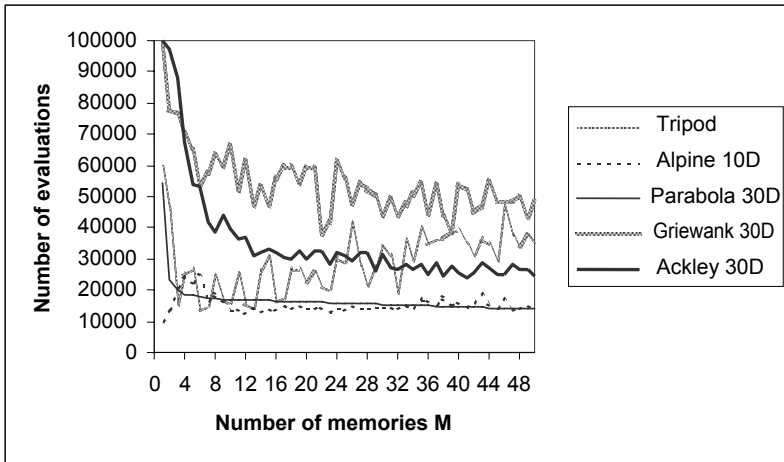 100000
90000
80000
70000
60000
50000
40000
30000
20000
10000
0
Number of evaluations
0 4 8 12 16 20 24 28 32 36 40 44 48
Number of memories M
Tripod
Alpine 10D
Parabola 30D
Griewank 30D
Ackley 30D